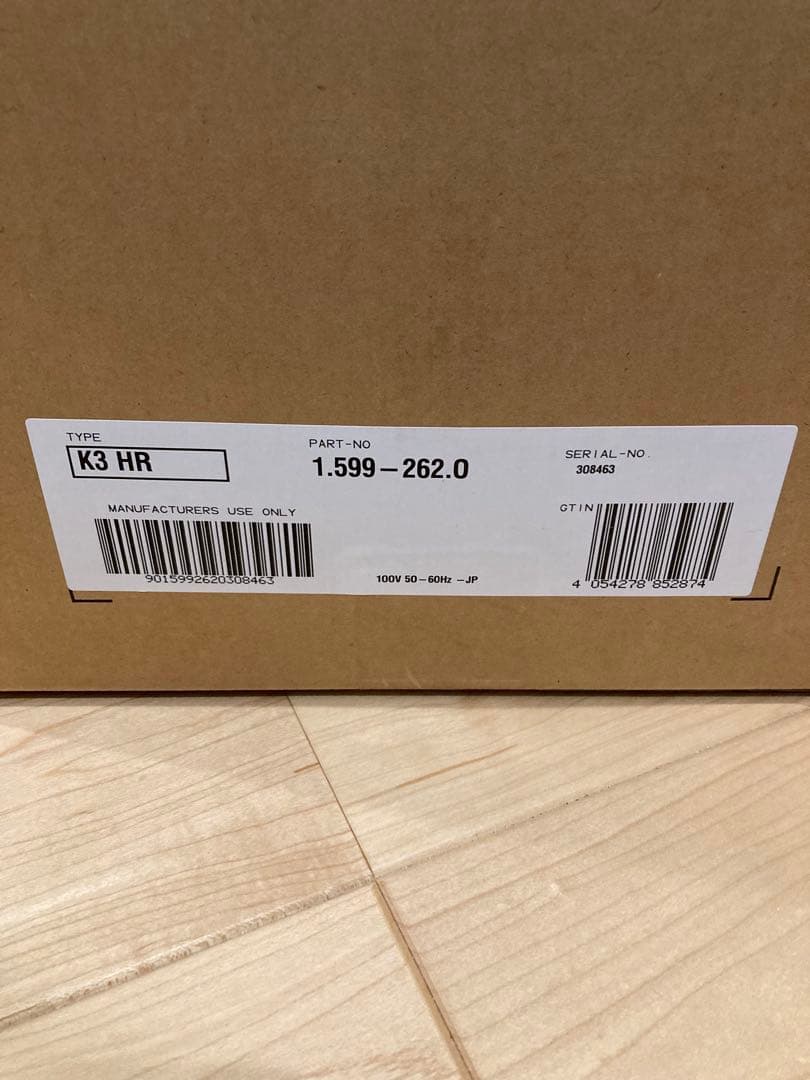 TYPE
K3 HR
PART-NO
1.599-262.0
SERIAL-NO.
308463
MANUFACTURERS USE ONLY
9015992620308463
100V 50-60Hz -JP
GTIN
4 054278 852874